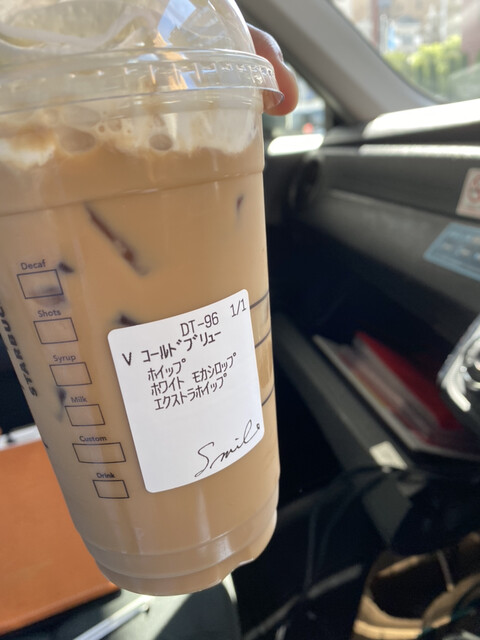 DT-96 1/1
V コールドブリュー
ホイップ
ホワイト モカシロップ
エクストラホイップ
Smile
Decaf
Shots
Syrup
Milk
Custom
Drink